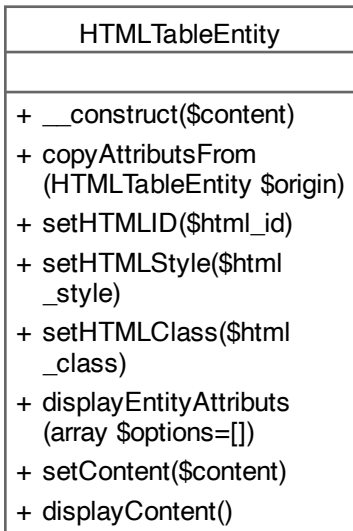 HTMLTableEntity
+ __construct($content)
+ copyAttributsFrom
(HTMLTableEntity $origin)
+ setHTMLID($html_id)
+ setHTMLStyle($html
_style)
+ setHTMLClass($html
_class)
+ displayEntityAttributs
(array $options=[])
+ setContent($content)
+ displayContent()